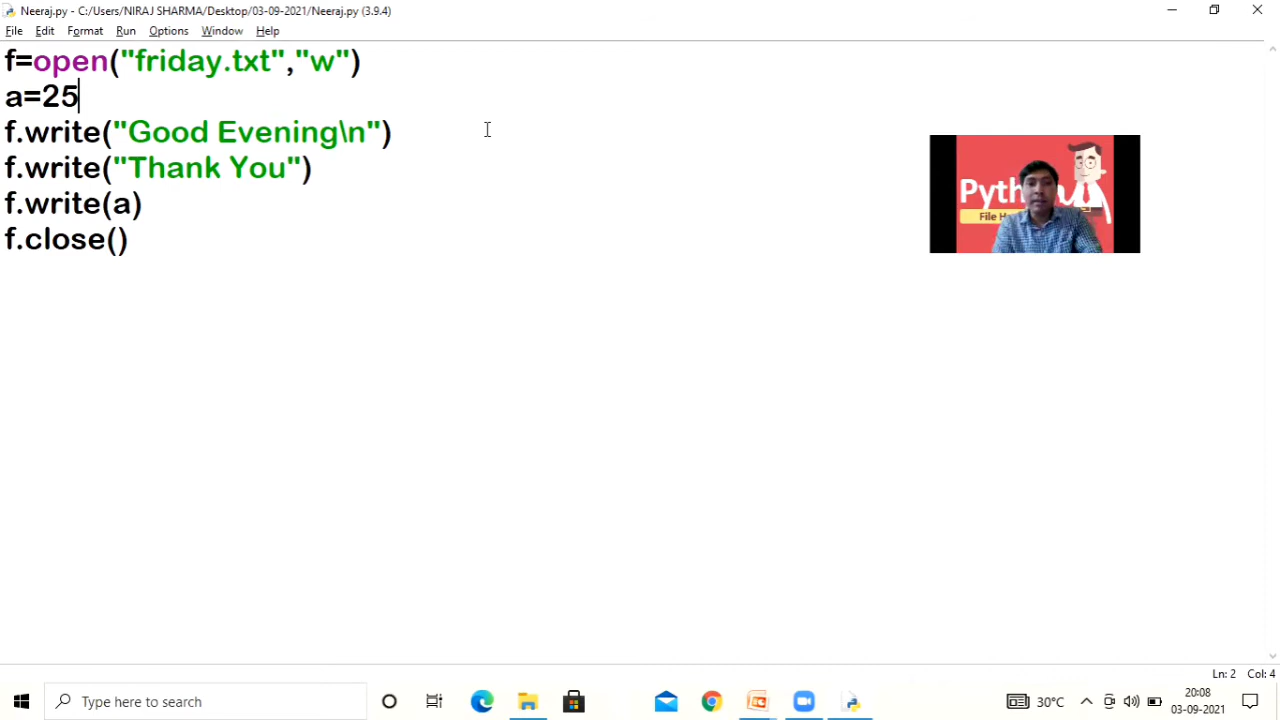 Neeraj.py - C:/Users/NIRAJ SHARMA/Desktop/03-09-2021/Neeraj.py (3.9.4)
File Edit Format Run Options Window Help
f=open("friday.txt","w")
a=25
f.write("Good Evening\n")
f.write("Thank You")
f.write(a)
f.close()
Ln: 2 Col: 4
Type here to search
30°C
20:08
03-09-2021